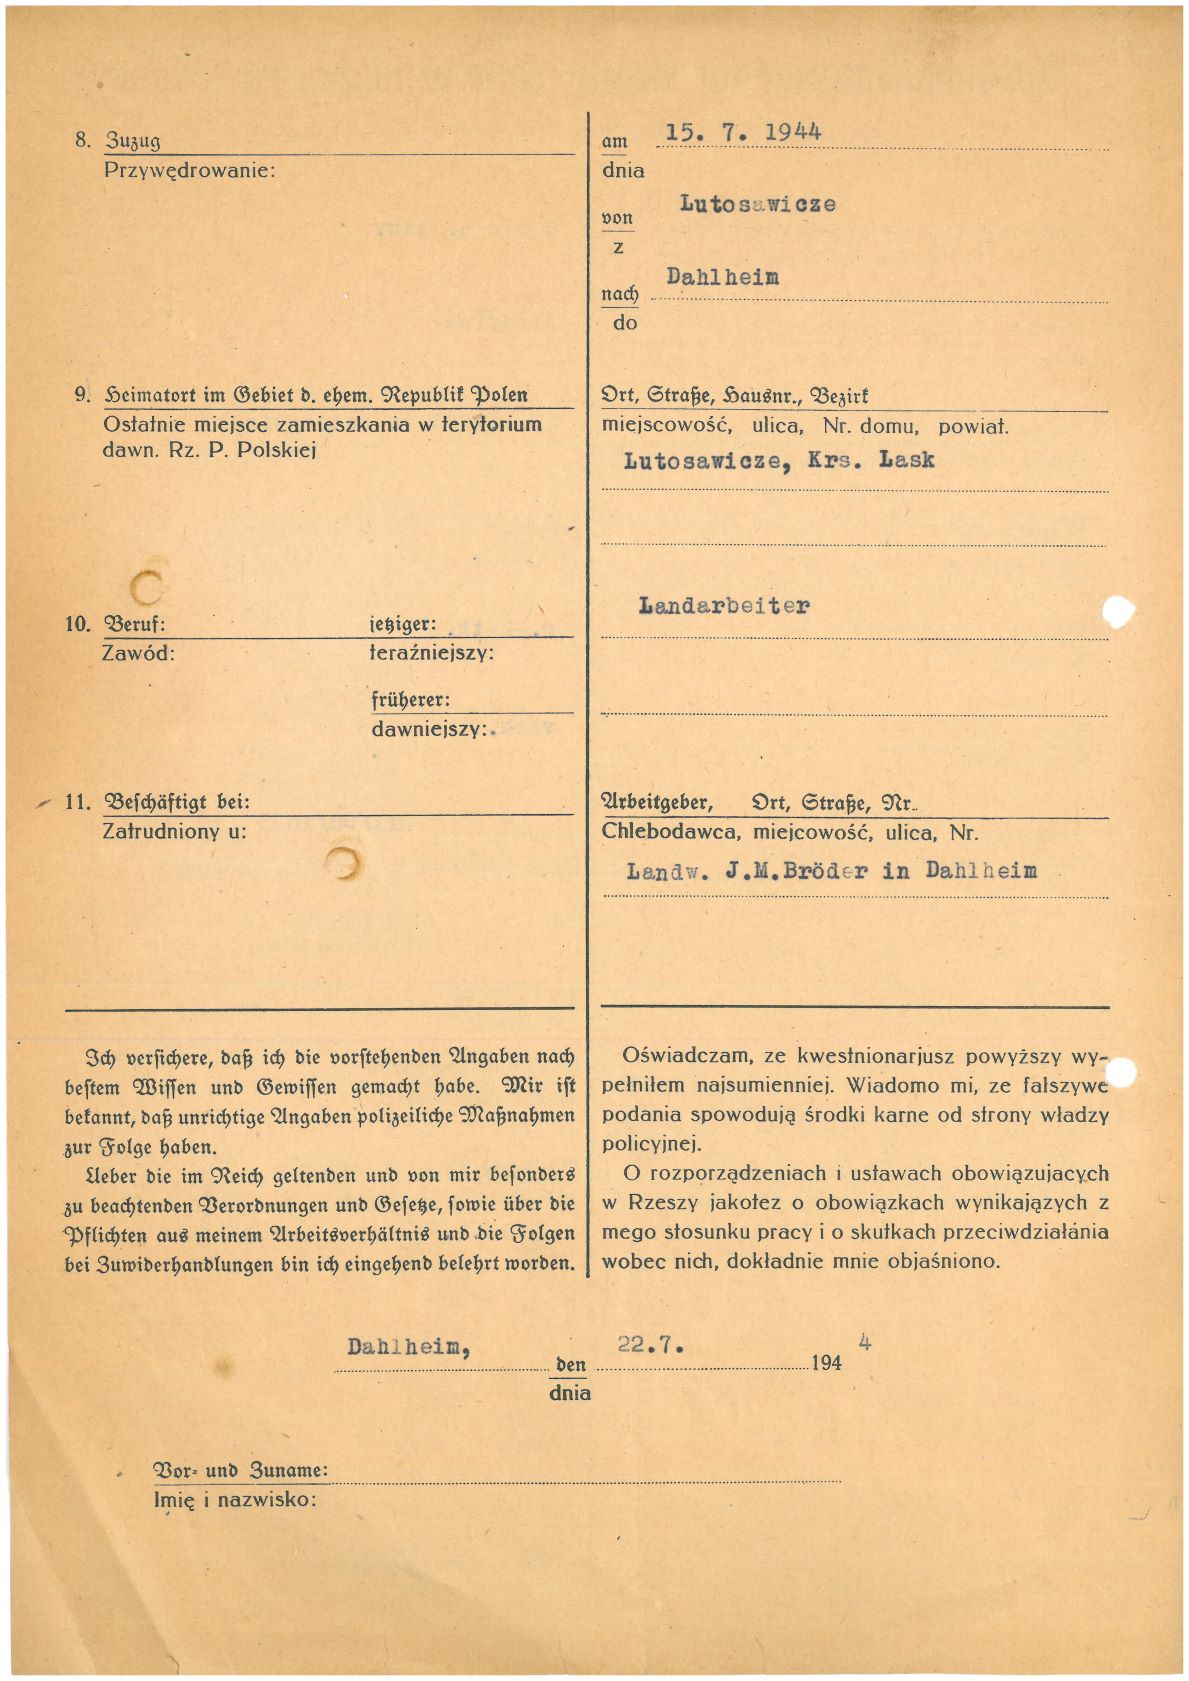 8. Zuzug
Przywędrowanie:
am 15. 7. 1944
dnia
von Lutosawicze
z
nach Dahlheim
do
9. Heimatort im Gebiet d. ehem. Republik Polen
Ostatnie miejsce zamieszkania w terytorium
dawn. Rz. P. Polskiej
Ort, Straße, Hausnr., Bezirk
miejscowość, ulica, Nr. domu, powiat.
Lutosawicze, Krs. Lask
10. Beruf: jetziger:
Zawód: teraźniejszy:
Landarbeiter
früherer:
dawniejszy:
11. Beschäftigt bei:
Zatrudniony u:
Arbeitgeber, Ort, Straße, Nr.
Chlebodawca, miejcowość, ulica, Nr.
Landw. J.M.Bröder in Dahlheim
Ich versichere, daß ich die vorstehenden Angaben nach
bestem Wissen und Gewissen gemacht habe. Mir ist
bekannt, daß unrichtige Angaben polizeiliche Maßnahmen
zur Folge haben.
Ueber die im Reich geltenden und von mir besonders
zu beachtenden Verordnungen und Gesetze, sowie über die
Pflichten aus meinem Arbeitsverhältnis und die Folgen
bei Zuwiderhandlungen bin ich eingehend belehrt worden.
Oświadczam, ze kwestnionarjusz powyższy wy-
pełniłem najsumienniej. Wiadomo mi, ze fałszywe
podania spowodują środki karne od strony władzy
policyjnej.
O rozporządzeniach i ustawach obowiązujacych
w Rzeszy jakotez o obowiązkach wynikajązych z
mego stosunku pracy i o skutkach przeciwdziałánia
wobec nich, dokładnie mnie objaśniono.
Dahlheim, den 22.7. 194 4
dnia
Vor- und Zuname:
Imię i nazwisko: